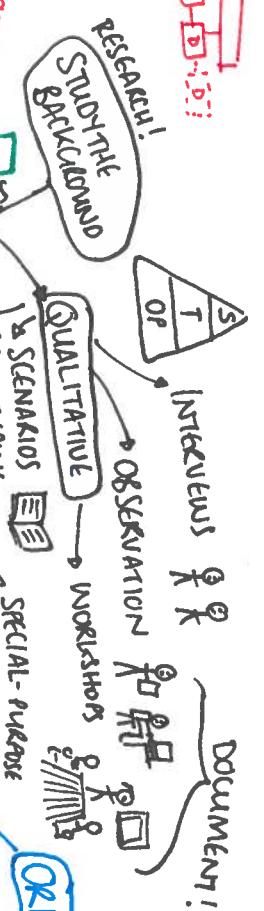 D
D
RESEARCH!
STUDY THE
BACKGROUND
S
T
OP
INTERVIEWS
OBSERVATION
WORKSHOPS
DOCUMENT!
QUALITATIVE
SCENARIOS
SPECIAL-PURPOSE